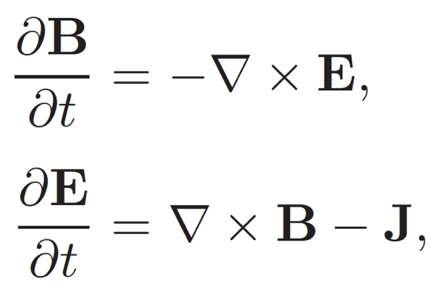 ∂B/∂t = −∇ × E,
∂E/∂t = ∇ × B − J,